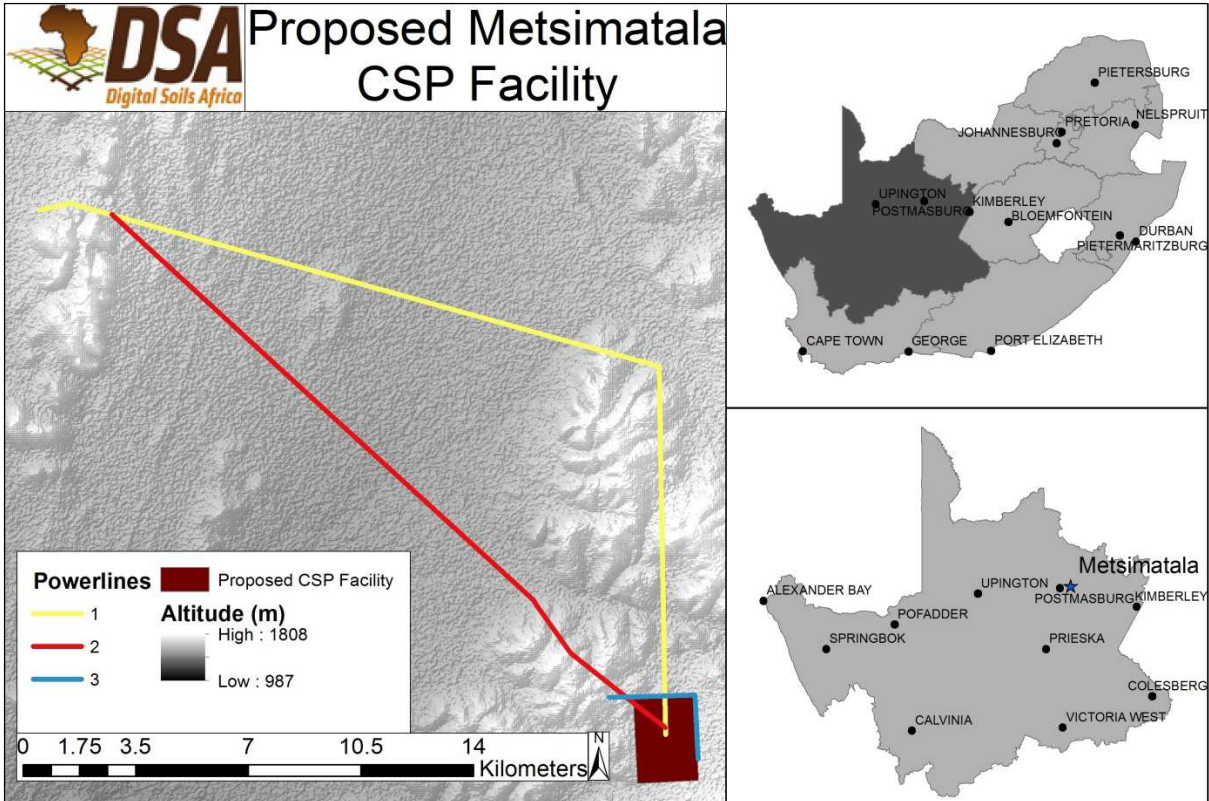 DSA
Digital Soils Africa
Proposed Metsimatala
CSP Facility
Powerlines
1
2
3
Proposed CSP Facility
Altitude (m)
High : 1808
Low : 987
0 1.75 3.5 7 10.5 14
Kilometers
N
PIETERSBURG
NELSPRUIT
PRETORIA
JOHANNESBURG
UPINGTON
POSTMASBURG
KIMBERLEY
BLOEMFONTEIN
DURBAN
PIETERMARITZBURG
CAPE TOWN
GEORGE
PORT ELIZABETH
Metsimatala
ALEXANDER BAY
UPINGTON
POSTMASBURG
KIMBERLEY
POFADDER
SPRINGBOK
PRIESKA
COLESBERG
CALVINIA
VICTORIA WEST